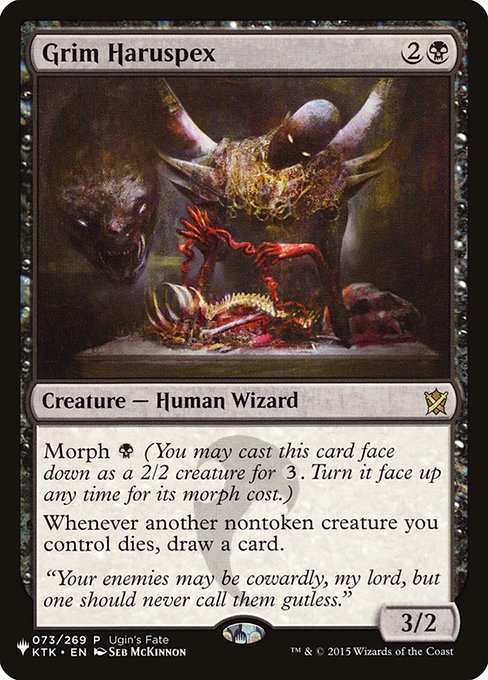 Grim Haruspex 2
Creature — Human Wizard
Morph (You may cast this card face
down as a 2/2 creature for 3. Turn it face up
any time for its morph cost.)
Whenever another nontoken creature you
control dies, draw a card.
“Your enemies may be cowardly, my lord, but
one should never call them gutless.”
3/2
073/269 P Ugin's Fate
KTK • EN Seb McKinnon
™ & © 2015 Wizards of the Coast